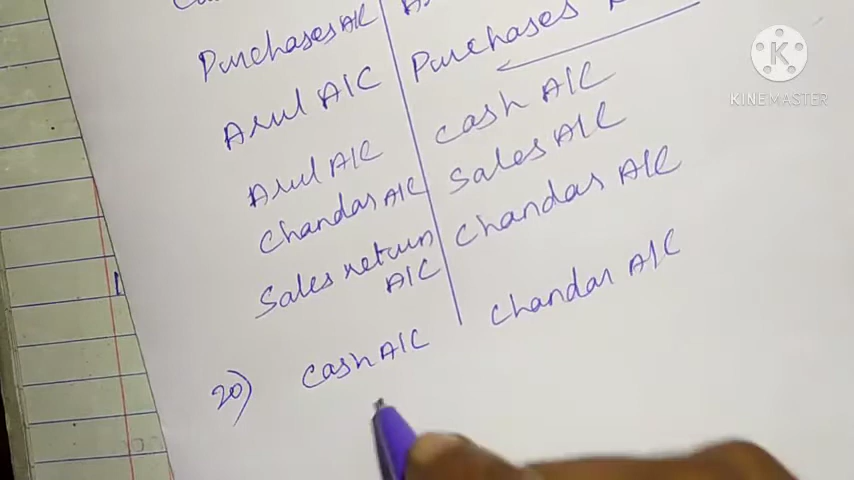 Purchases A/C
Purchases
Arul A/C
Cash A/C
Arul A/C
Sales A/C
Chandar A/C
Chandar A/C
Sales return
A/C
20) Cash A/C
Chandar A/C
K
KINEMASTER